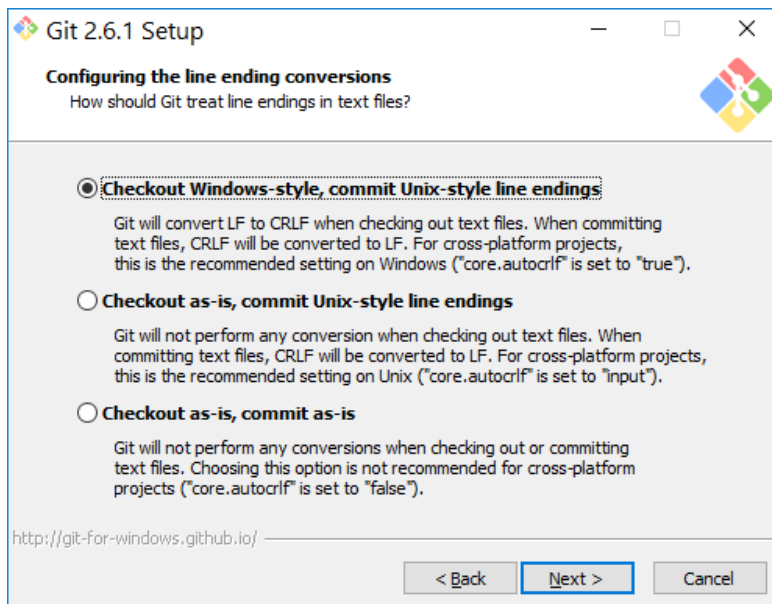 Git 2.6.1 Setup
Configuring the line ending conversions
How should Git treat line endings in text files?
Checkout Windows-style, commit Unix-style line endings
Git will convert LF to CRLF when checking out text files. When committing
text files, CRLF will be converted to LF. For cross-platform projects,
this is the recommended setting on Windows ("core.autocrlf" is set to "true").
Checkout as-is, commit Unix-style line endings
Git will not perform any conversion when checking out text files. When
committing text files, CRLF will be converted to LF. For cross-platform projects,
this is the recommended setting on Unix ("core.autocrlf" is set to "input").
Checkout as-is, commit as-is
Git will not perform any conversions when checking out or committing
text files. Choosing this option is not recommended for cross-platform
projects ("core.autocrlf" is set to "false").
http://git-for-windows.github.io/
< Back Next > Cancel